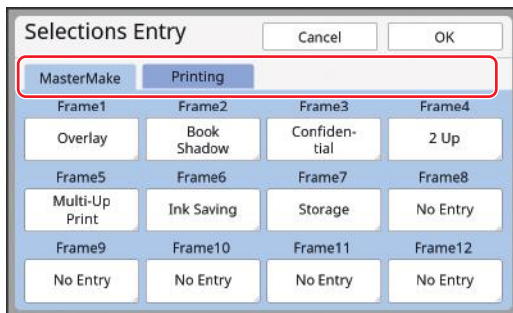 Selections Entry Cancel OK
MasterMake Printing
Frame1 Frame2 Frame3 Frame4
Overlay Book Shadow Confiden-tial 2 Up
Frame5 Frame6 Frame7 Frame8
Multi-Up Print Ink Saving Storage No Entry
Frame9 Frame10 Frame11 Frame12
No Entry No Entry No Entry No Entry